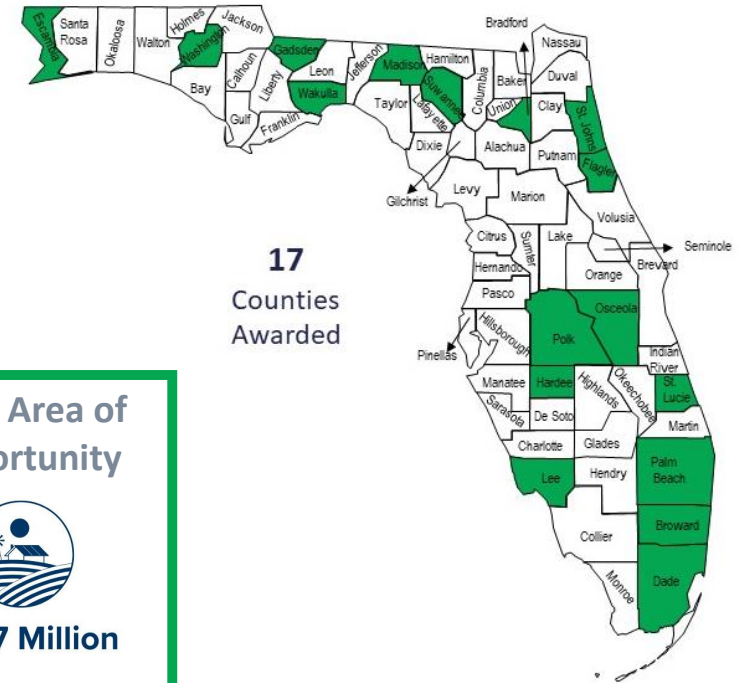 Escambia
Santa
Rosa
Okaloosa
Walton
Holmes
Washington
Jackson
Bay
Calhoun
Gulf
Liberty
Gadsden
Franklin
Leon
Wakulla
Jefferson
Madison
Taylor
Hamilton
Suwannee
Lafayette
Dixie
Columbia
Baker
Union
Bradford
Nassau
Duval
Clay
St. Johns
Alachua
Putnam
Flagler
Gilchrist
Levy
Marion
Volusia
Citrus
Sumter
Lake
Seminole
Hernando
Orange
Brevard
Pasco
Osceola
Hillsborough
Polk
Pinellas
Indian
River
Manatee
Hardee
Highlands
Okeechobee
St.
Lucie
Sarasota
De Soto
Martin
Charlotte
Glades
Lee
Hendry
Palm
Beach
Broward
Collier
Monroe
Dade
17
Counties
Awarded
Area of
7 Million